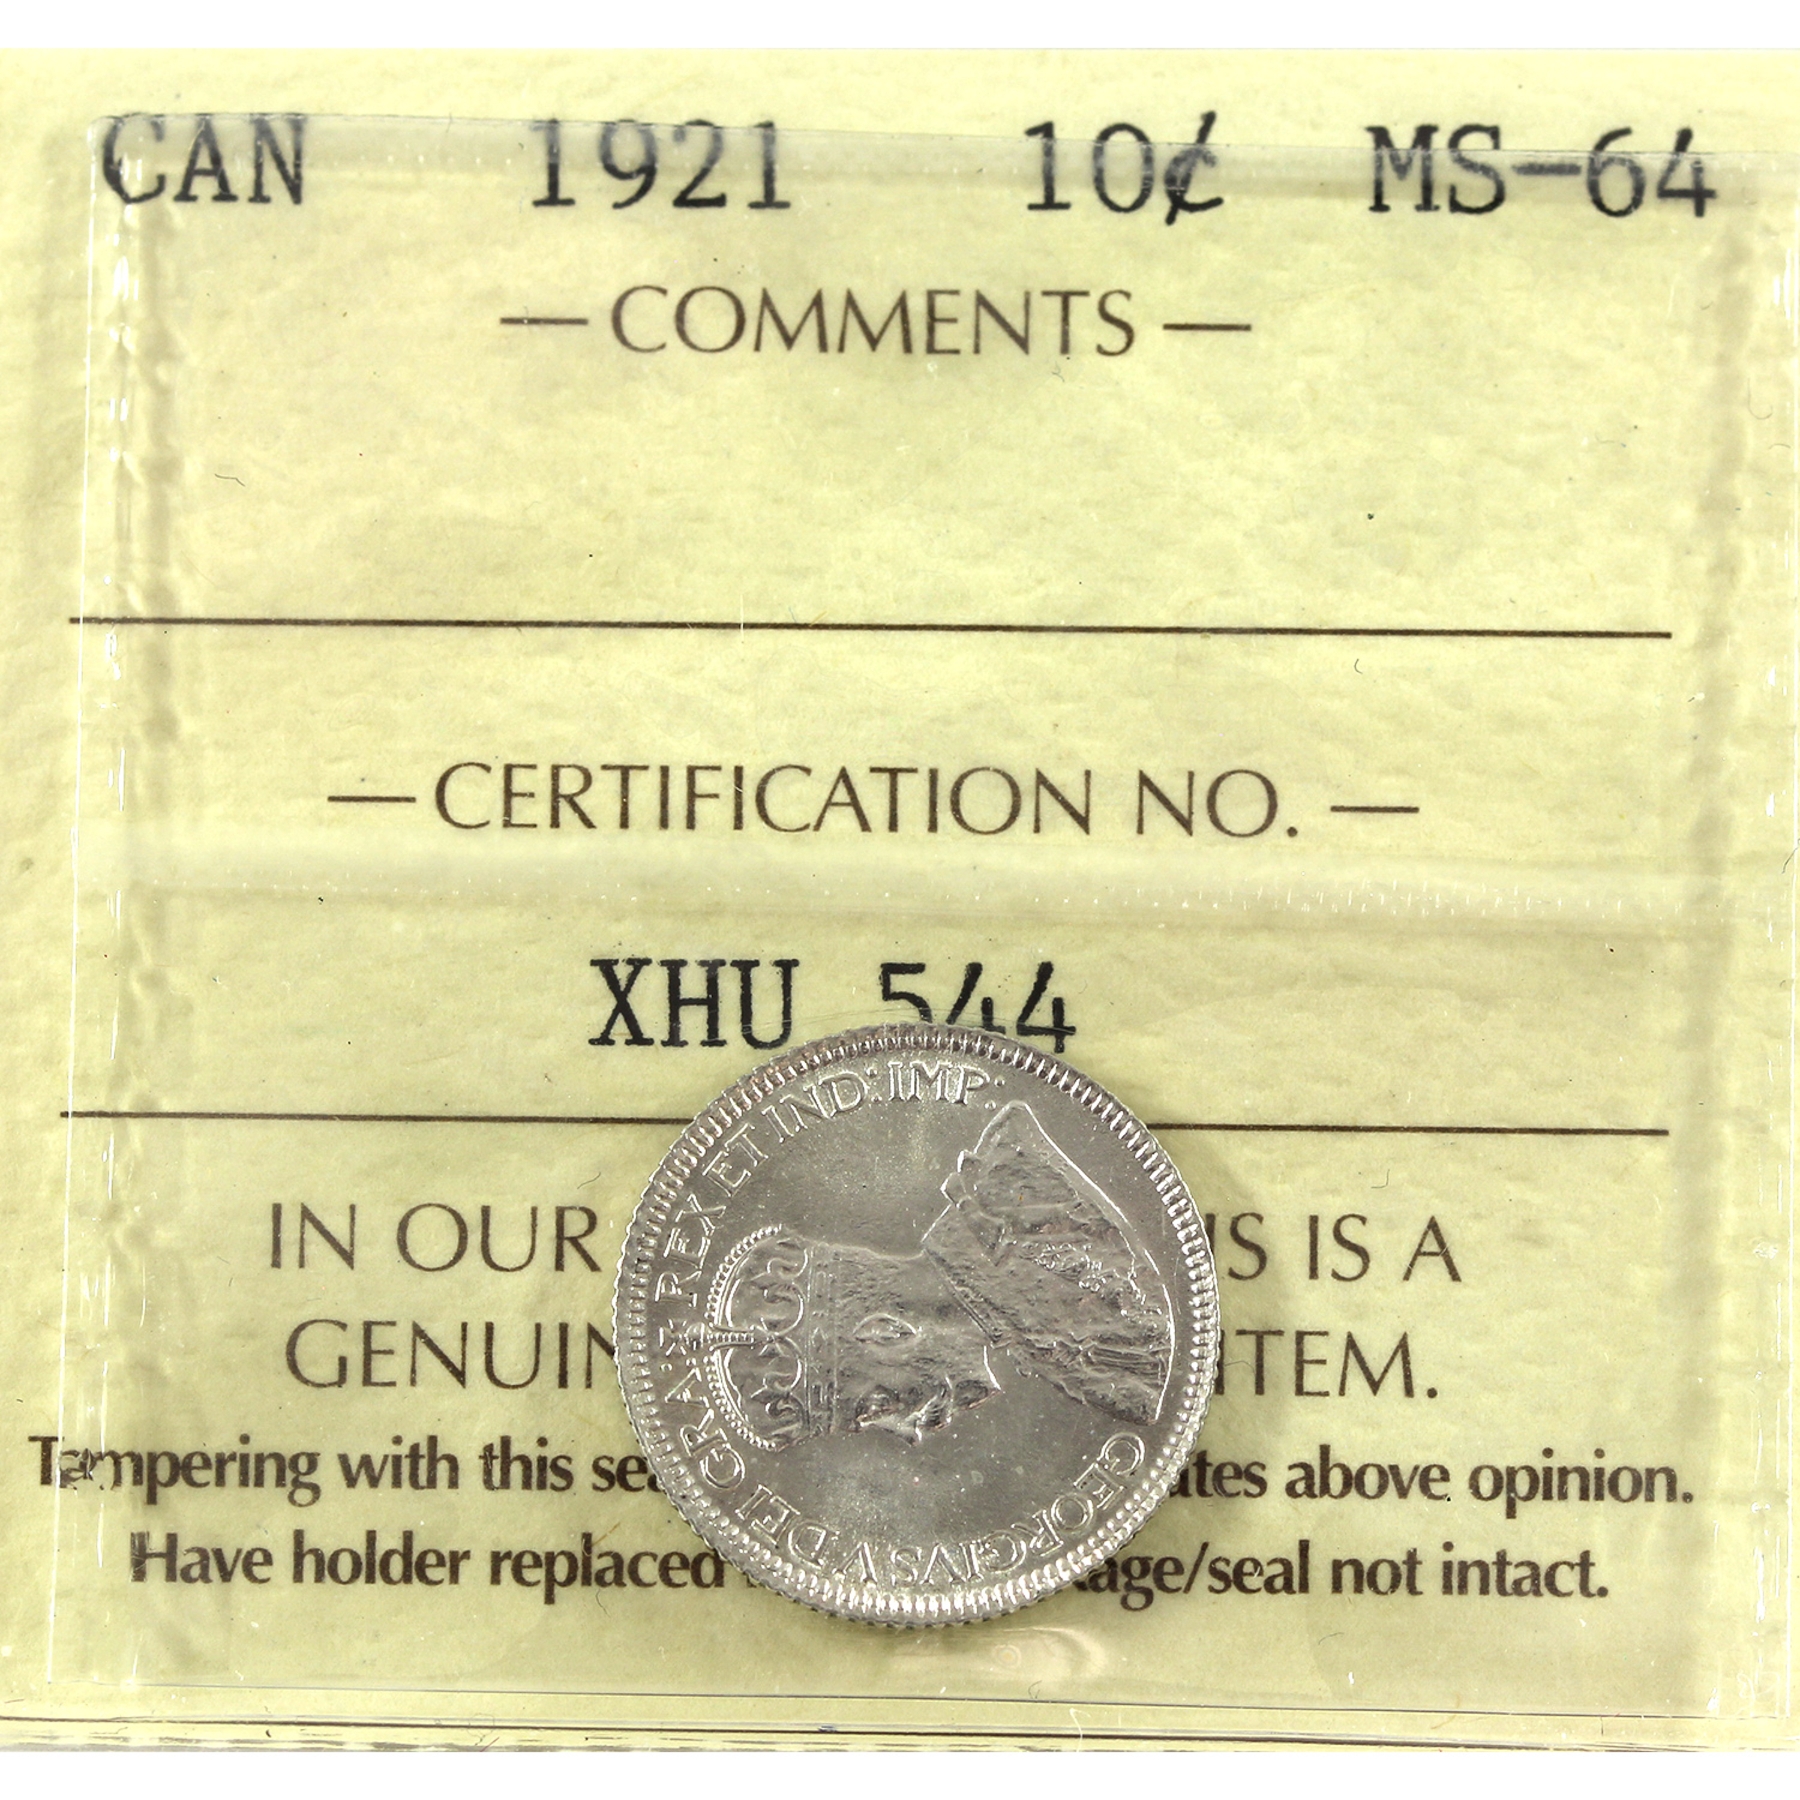 CAN 1921 10¢ MS-64
— COMMENTS —
— CERTIFICATION NO. —
XHU 544
IND: IMP:
REX ET
DEI GRA:
GEORGIVS V
IN OUR IS A
GENUIN ITEM.
Tampering with this sea tes above opinion.
Have holder replaced age/seal not intact.